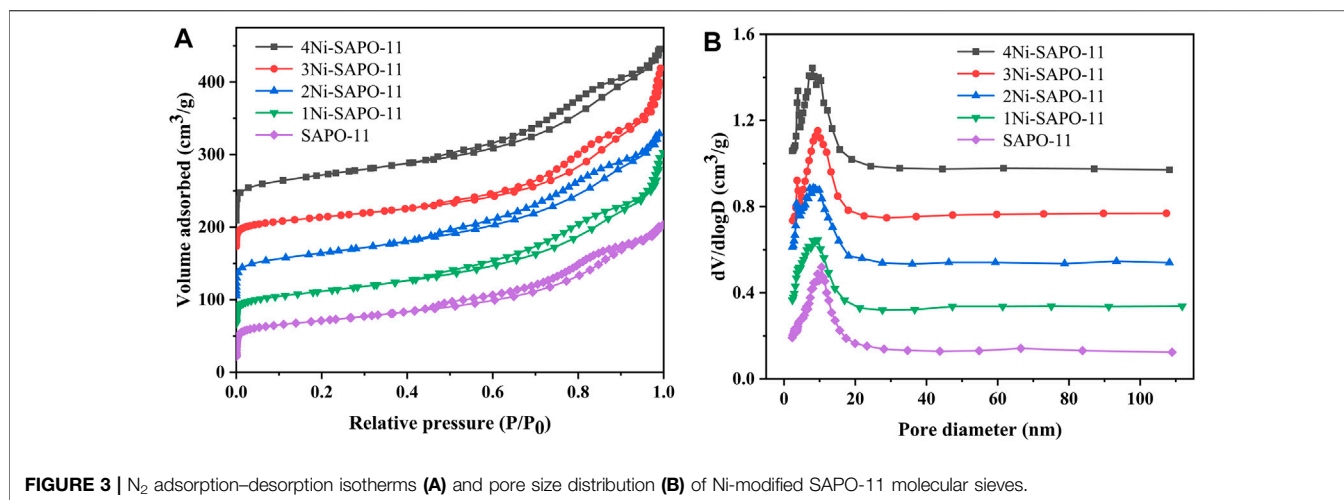 A
4Ni-SAPO-11
3Ni-SAPO-11
2Ni-SAPO-11
1Ni-SAPO-11
SAPO-11
Volume adsorbed (cm³/g)
400
300
200
100
0
0.0 0.2 0.4 0.6 0.8 1.0
Relative pressure (P/P₀)
B
4Ni-SAPO-11
3Ni-SAPO-11
2Ni-SAPO-11
1Ni-SAPO-11
SAPO-11
dV/dlogD (cm³/g)
1.6
1.2
0.8
0.4
0.0
0 20 40 60 80 100
Pore diameter (nm)
FIGURE 3 | N₂ adsorption–desorption isotherms (A) and pore size distribution (B) of Ni-modified SAPO-11 molecular sieves.